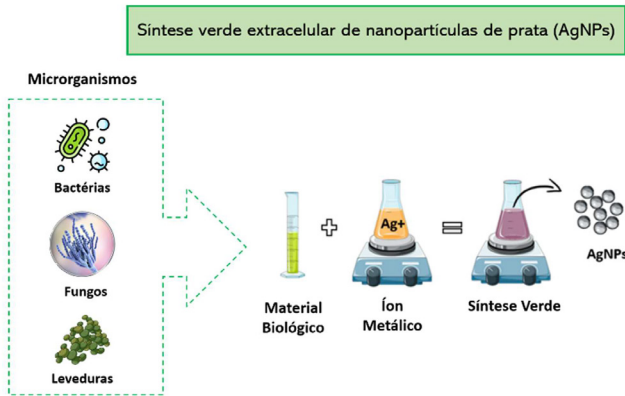 Síntese verde extracelular de nanopartículas de prata (AgNPs)
Microrganismos
Bactérias
Fungos
Leveduras
Material
Biológico
+
Ag+
Íon
Metálico
=
Síntese Verde
AgNPs